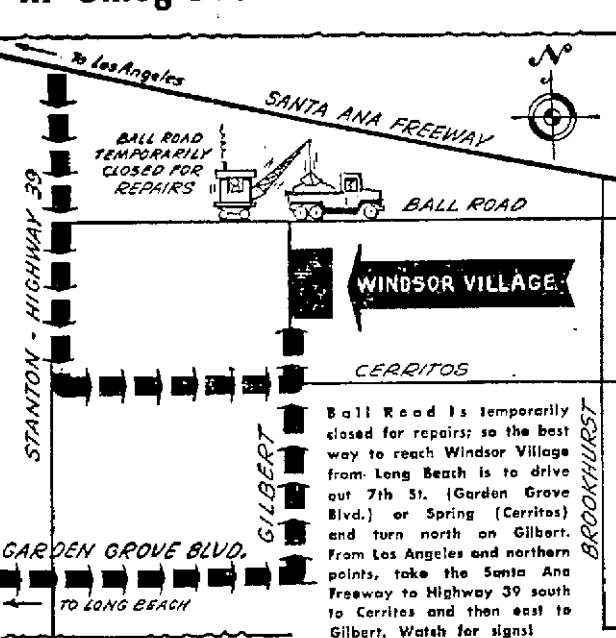 To Los Angeles
SANTA ANA FREEWAY
N
BALL ROAD
TEMPORARILY
CLOSED FOR
REPAIRS
BALL ROAD
STANTON - HIGHWAY 39
WINDSOR VILLAGE
CERRITOS
GILBERT
BROOKHURST
Ball Road Is temporarily
closed for repairs; so the best
way to reach Windsor Village
from Long Beach is to drive
out 7th St. (Garden Grove
Blvd.) or Spring (Cerritos)
and turn north on Gilbert.
From Los Angeles and northern
points, take the Santa Ana
Freeway to Highway 39 south
to Cerritos and then east to
Gilbert. Watch for signs!
GARDEN GROVE BLVD.
TO LONG BEACH